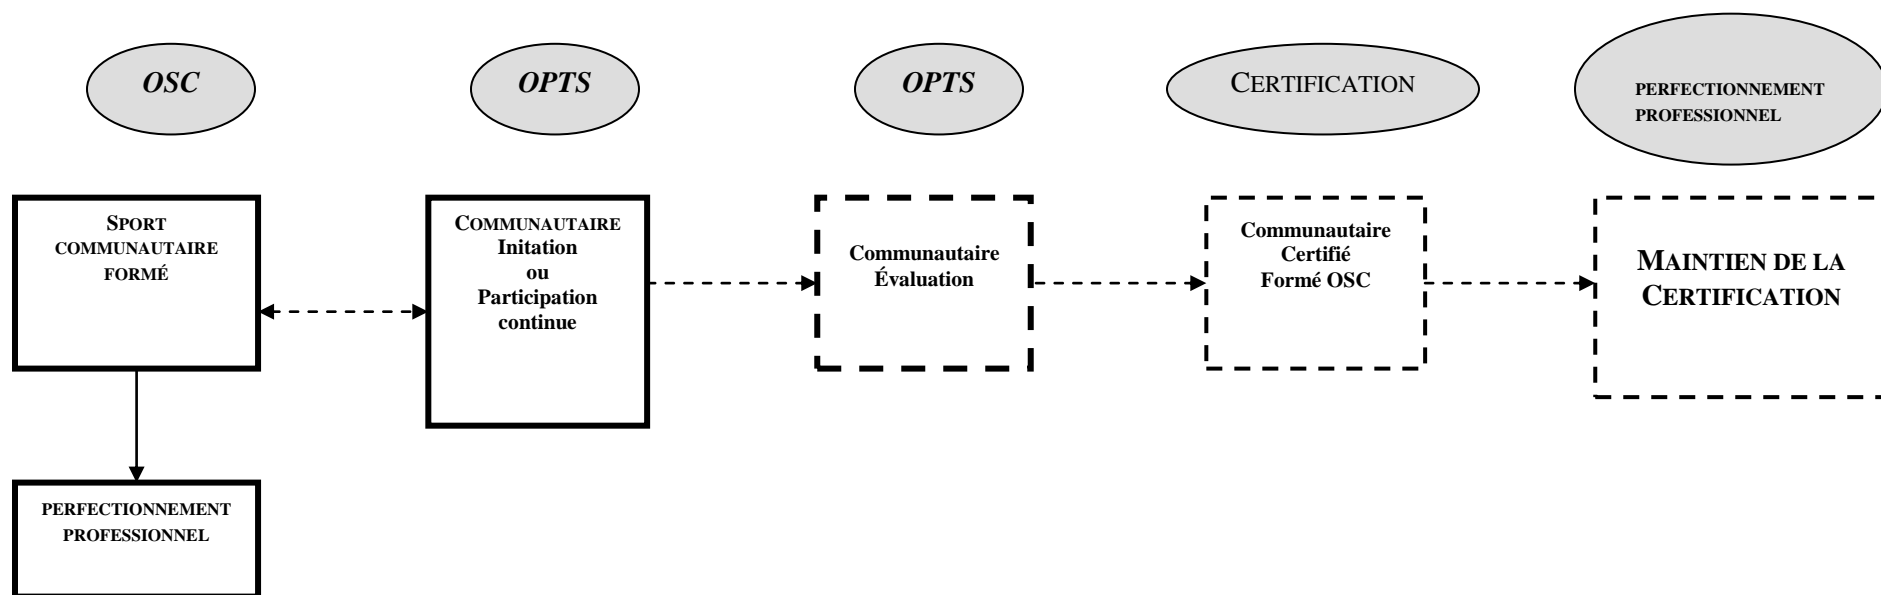 OSC
OPTS
OPTS
CERTIFICATION
PERFECTIONNEMENT
PROFESSIONNEL
SPORT
COMMUNAUTAIRE
FORMÉ
COMMUNAUTAIRE
Initation
ou
Participation
continue
Communautaire
Évaluation
Communautaire
Certifié
Formé OSC
MAINTIEN DE LA
CERTIFICATION
PERFECTIONNEMENT
PROFESSIONNEL